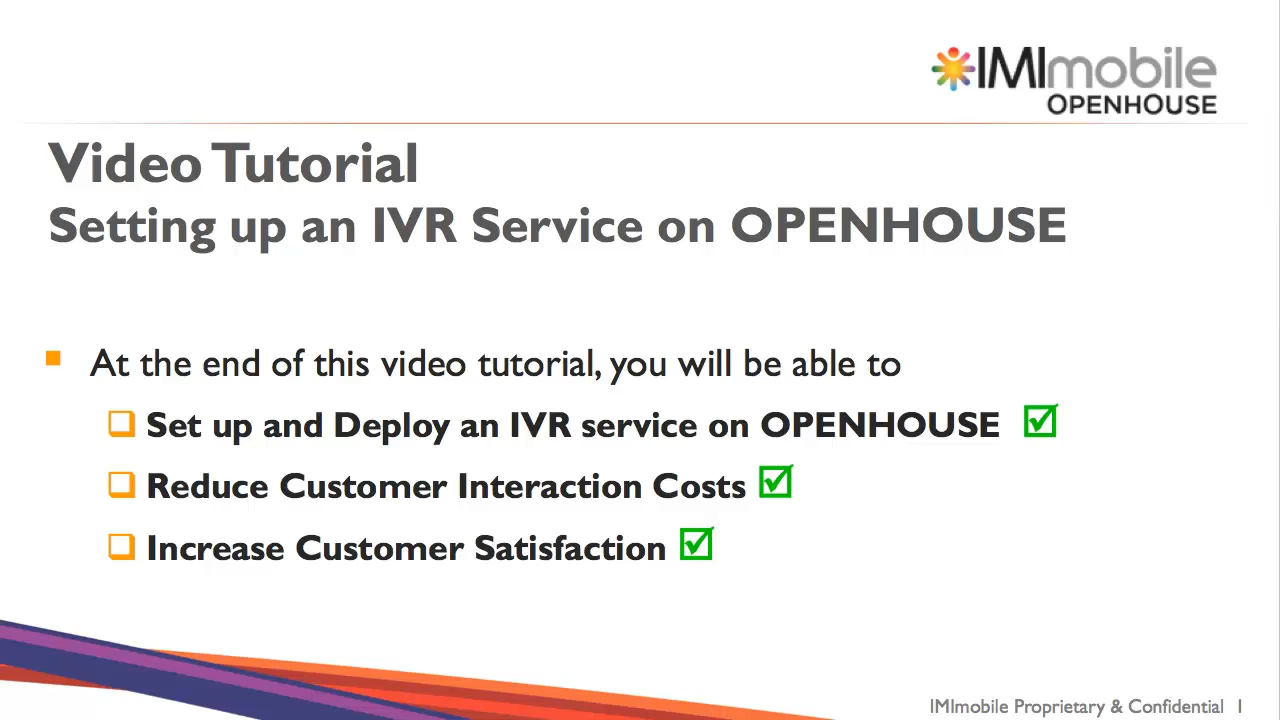 IMImobile
OPENHOUSE
Video Tutorial
Setting up an IVR Service on OPENHOUSE
At the end of this video tutorial, you will be able to
Set up and Deploy an IVR service on OPENHOUSE
Reduce Customer Interaction Costs
Increase Customer Satisfaction
IMImobile Proprietary & Confidential 1